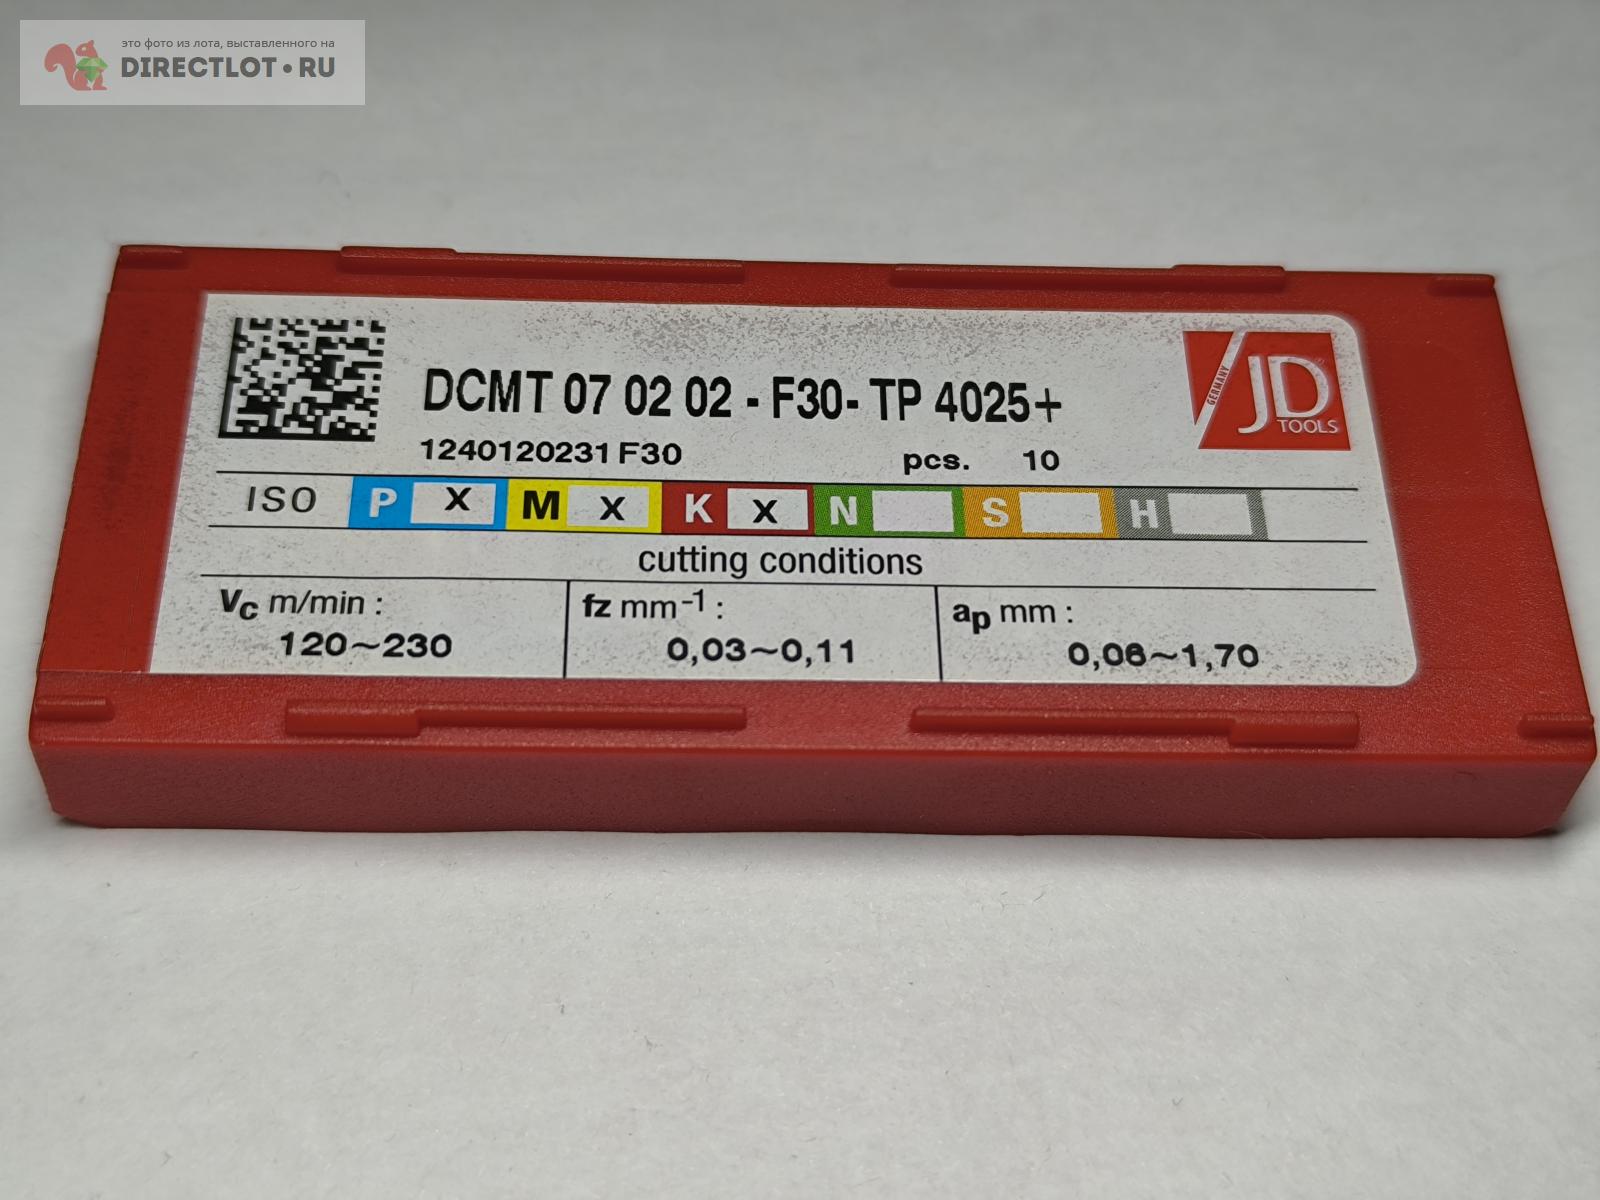 это фото из лота, выставленного на
DIRECTLOT•RU
DCMT 07 02 02 - F30- TP 4025+
1240120231 F30 pcs. 10
GERMANY
JD
TOOLS
ISO P X M X K X N S H
cutting conditions
Vc m/min : fz mm-1 : ap mm :
120~230 0,03~0,11 0,06~1,70